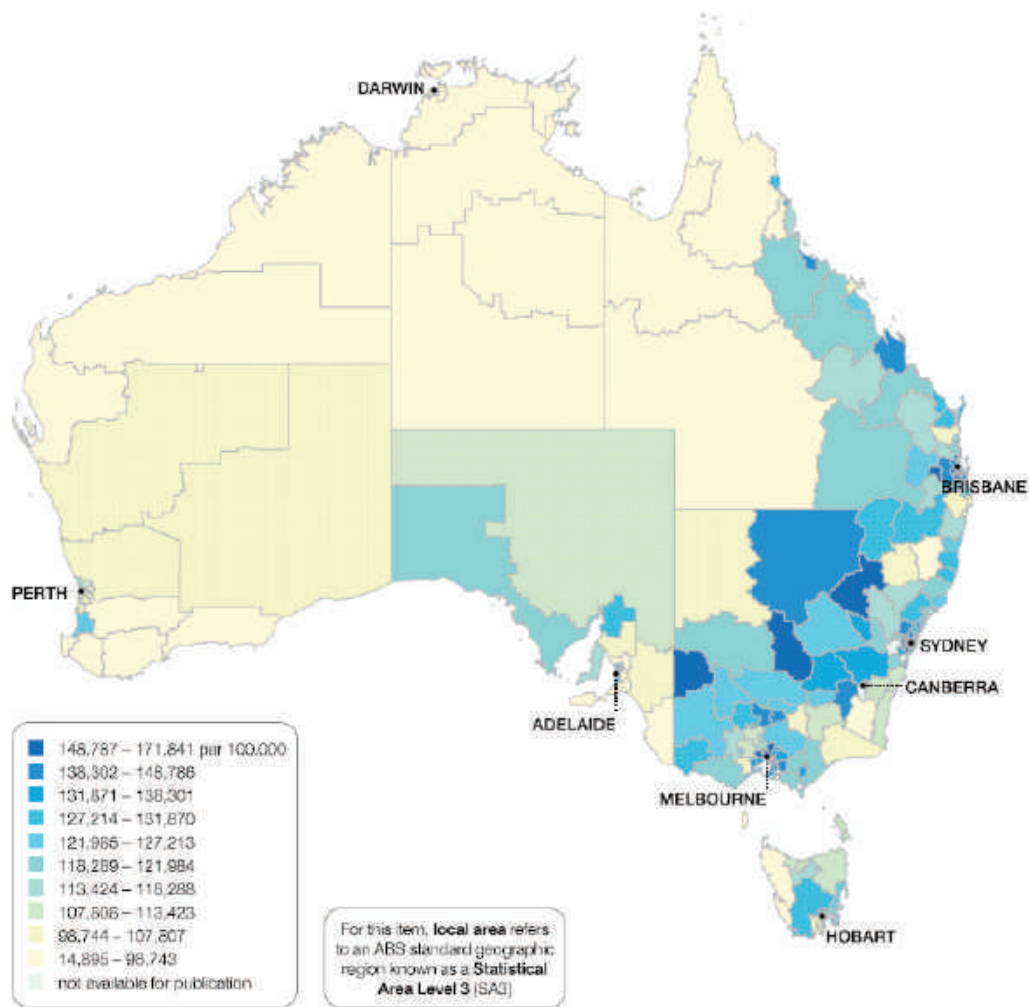 DARWIN
BRISBANE
PERTH
SYDNEY
CANBERRA
ADELAIDE
MELBOURNE
HOBART
148,787 – 171,841 per 100,000
138,302 – 148,786
131,871 – 138,301
127,214 – 131,870
121,985 – 127,213
118,289 – 121,984
113,424 – 118,288
107,808 – 113,423
98,744 – 107,807
14,895 – 98,743
not available for publication
For this item, local area refers
to an ABS standard geographic
region known as a Statistical
Area Level 3 (SA3)